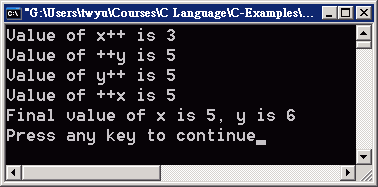 "G:\Users\twyu\Courses\C Language\C-Examples\...
Value of x++ is 3
Value of ++y is 5
Value of y++ is 5
Value of ++x is 5
Final value of x is 5, y is 6
Press any key to continue_